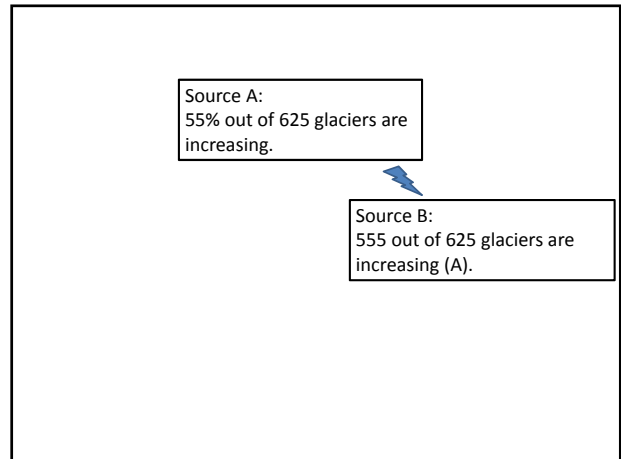 Source A:
55% out of 625 glaciers are
increasing.
Source B:
555 out of 625 glaciers are
increasing (A).